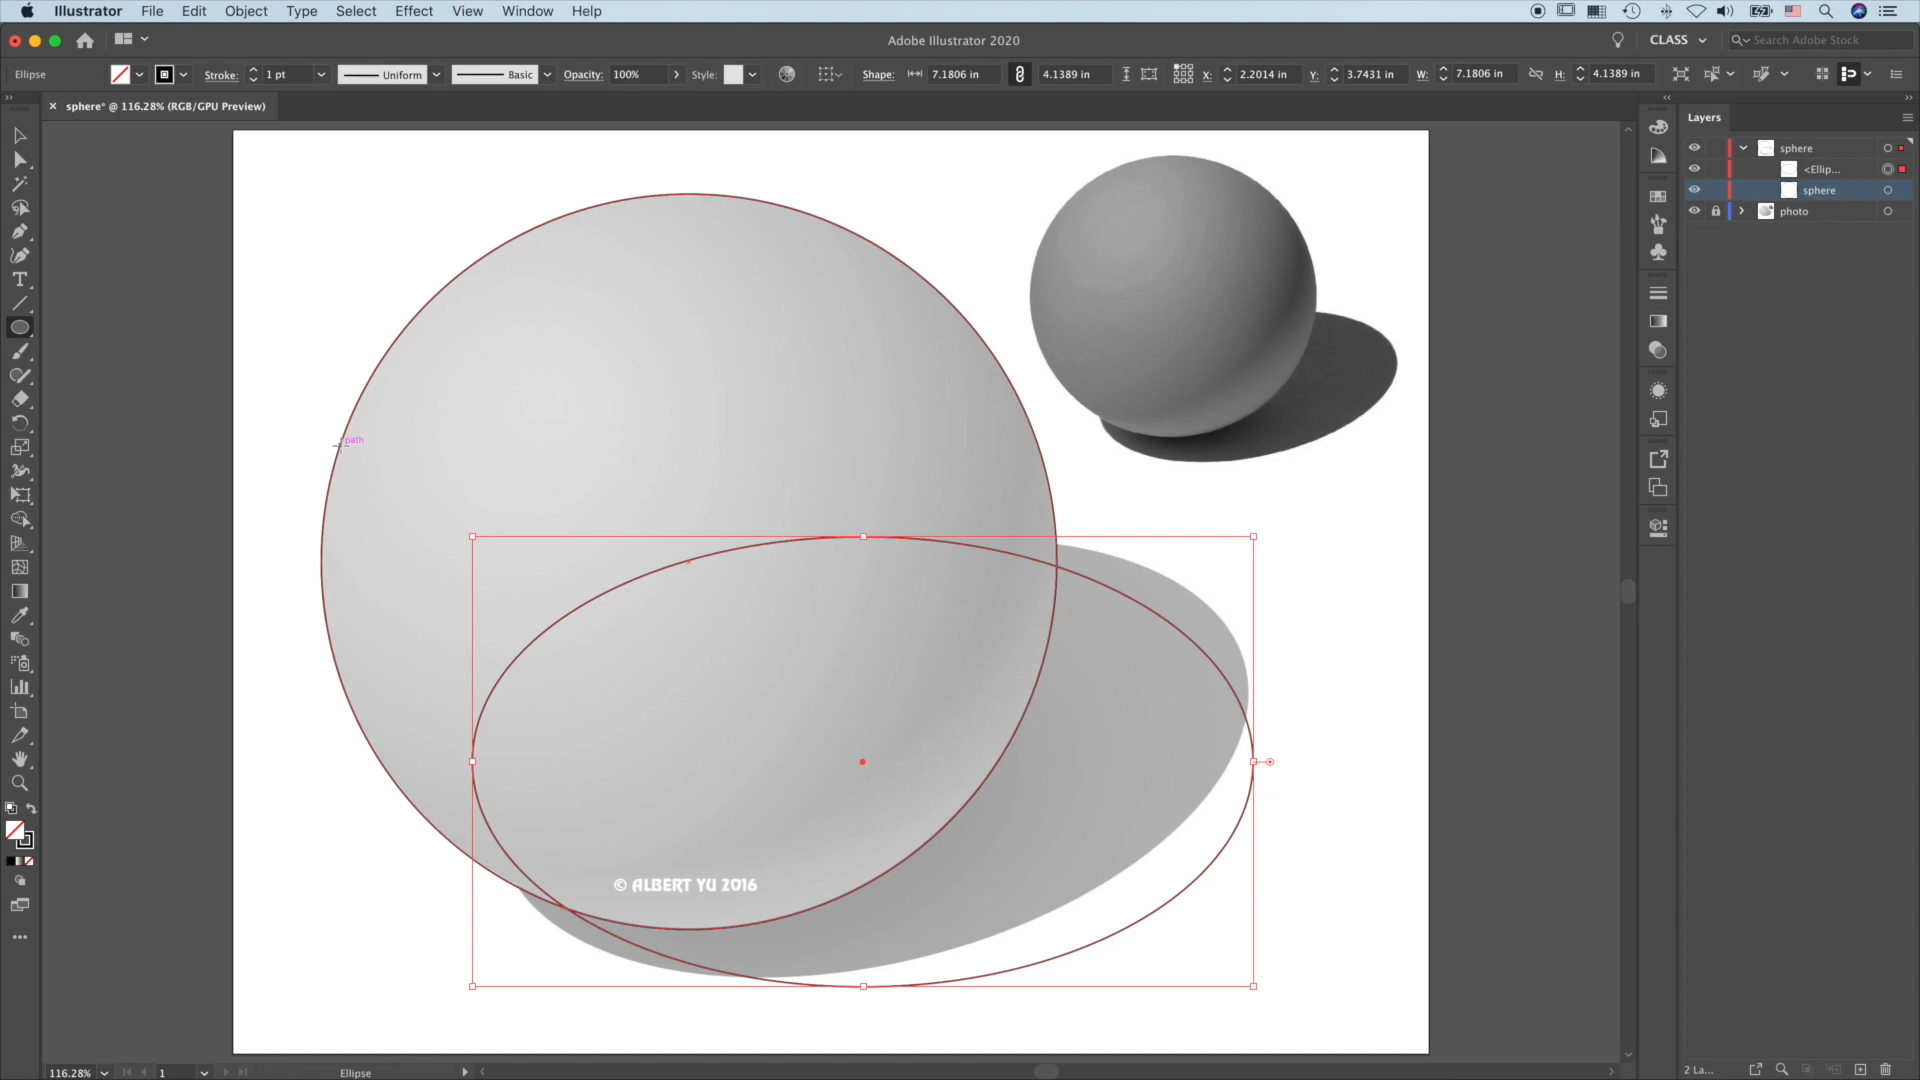 Illustrator File Edit Object Type Select Effect View Window Help
Adobe Illustrator 2020
CLASS
Search Adobe Stock
Ellipse
Stroke: 1 pt
Uniform
Basic
Opacity: 100%
Style:
Shape: 7.1806 in 4.1389 in
X: 2.2014 in
Y: 3.7431 in
W: 7.1806 in
H: 4.1389 in
× sphere* @ 116.28% (RGB/GPU Preview)
Layers
sphere
<Ellip...
sphere
photo
path
© ALBERT YU 2016
116.28%
1
Ellipse
2 La...